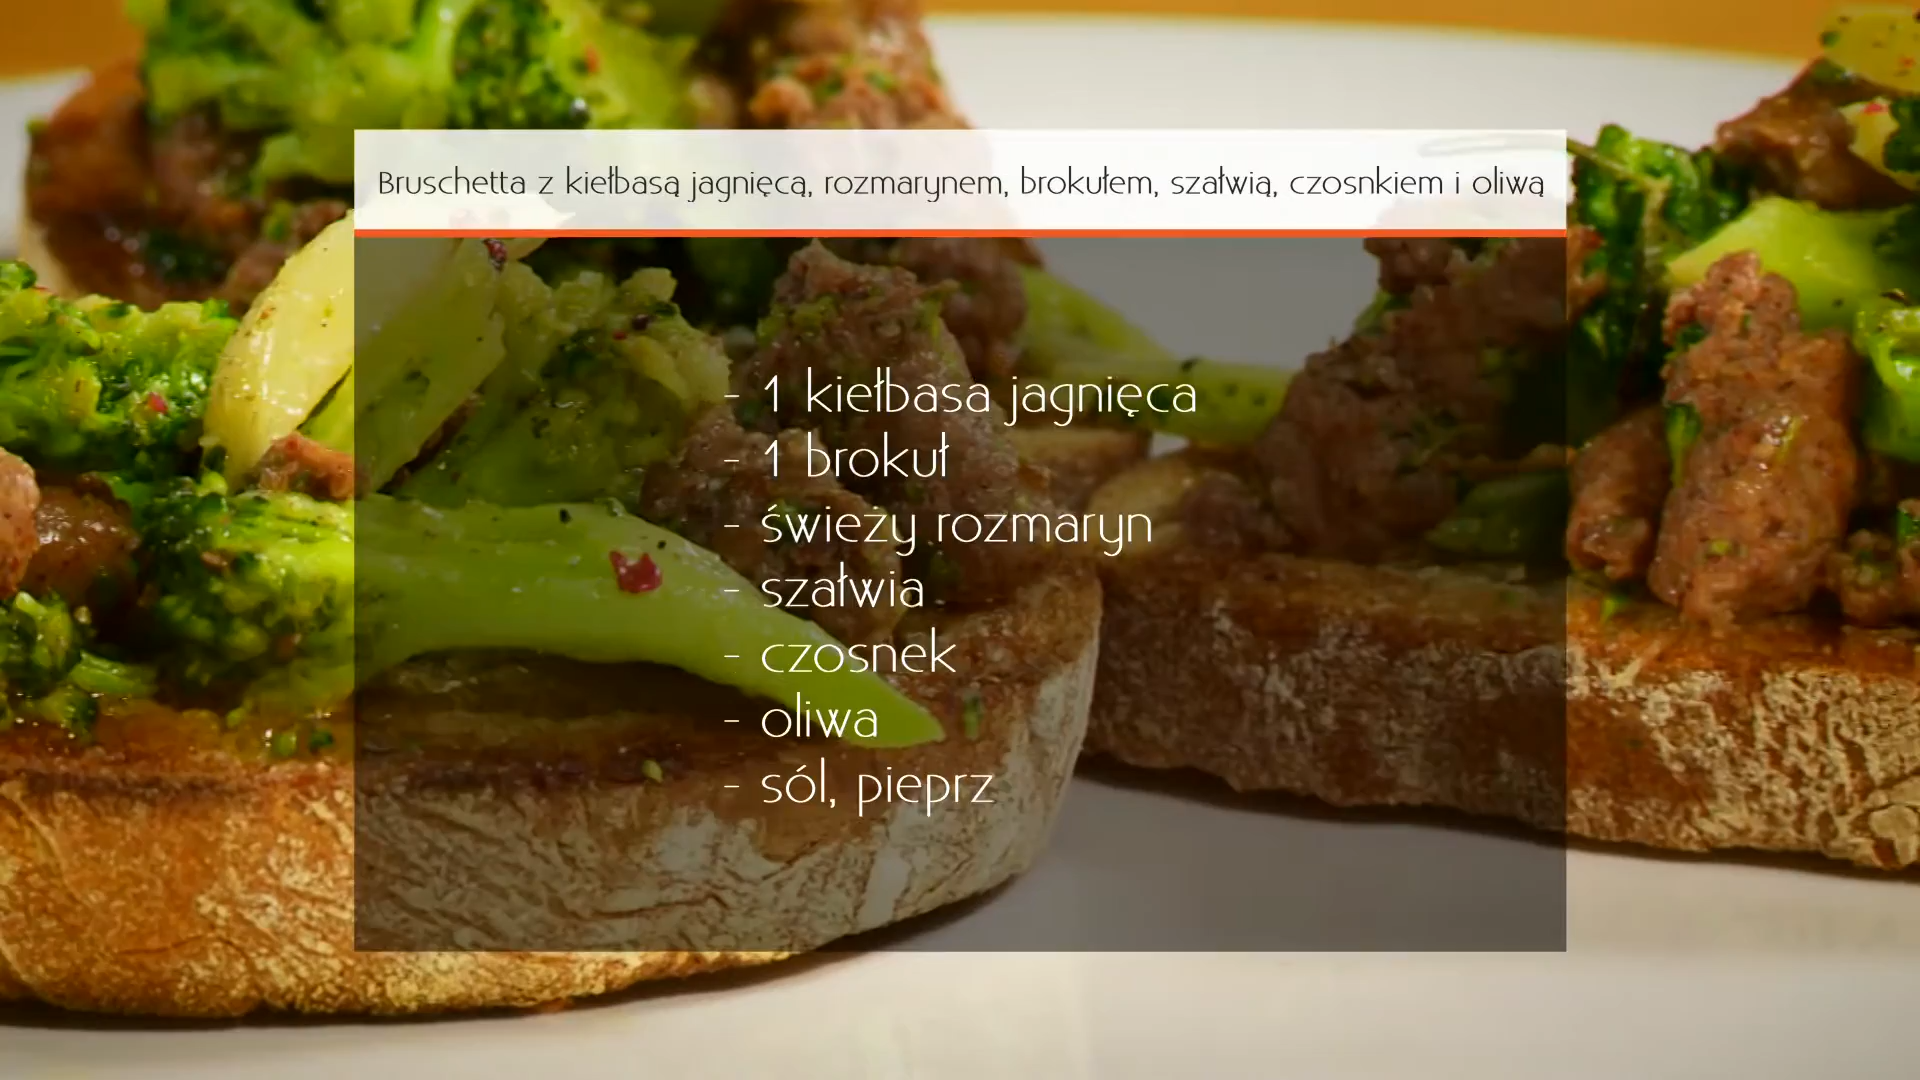 Bruschetta z kiełbasą jagnięcą, rozmarynem, brokułem, szałwią, czosnkiem i oliwą
- 1 kiełbasa jagnięca
- 1 brokuł
- świeży rozmaryn
- szałwia
- czosnek
- oliwa
- sól, pieprz